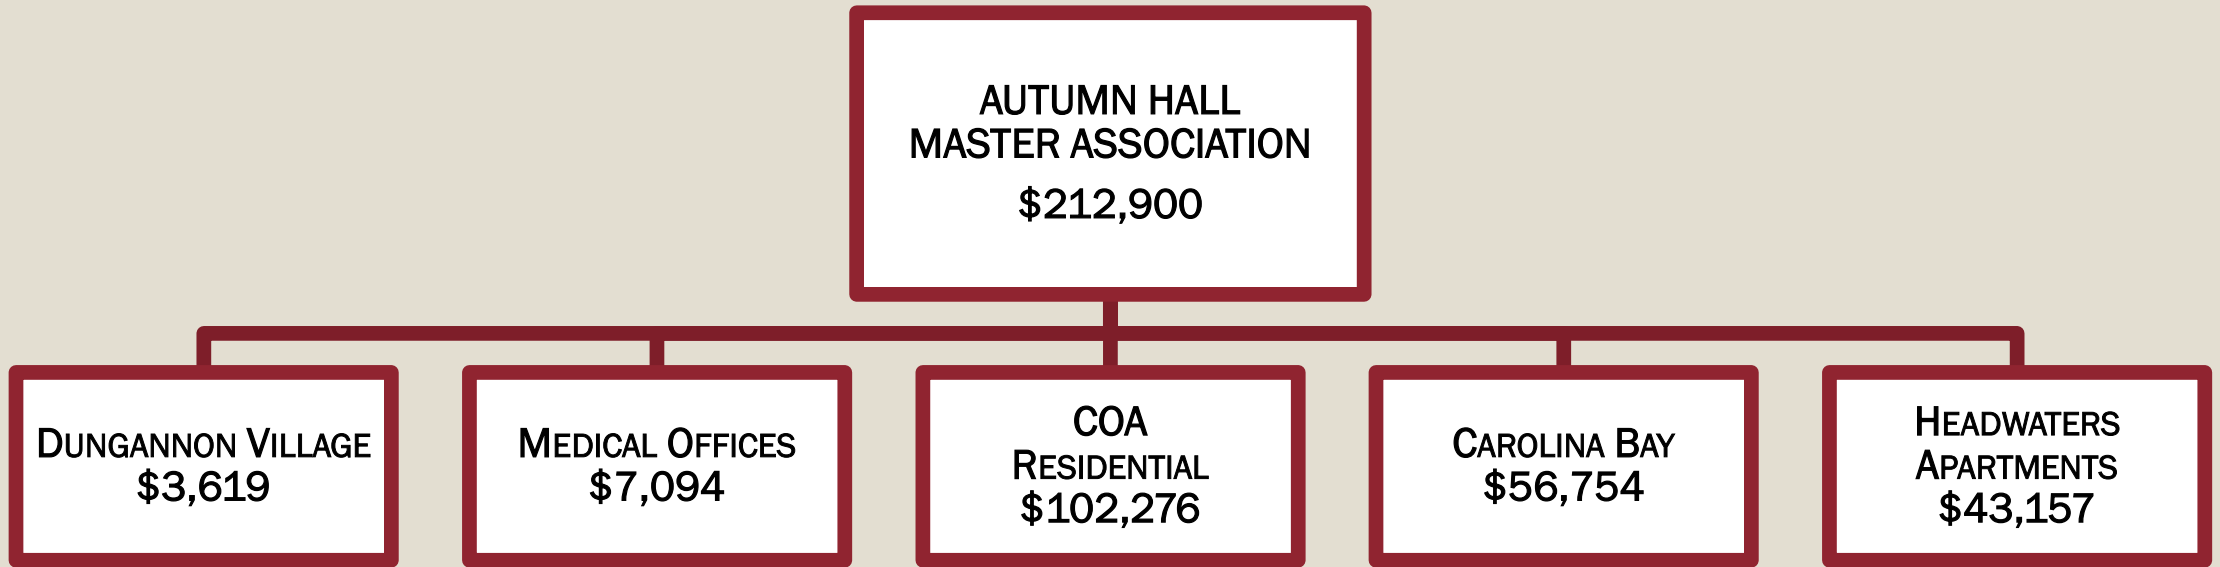 AUTUMN HALL
MASTER ASSOCIATION
$212,900
DUNGANNON VILLAGE
$3,619
MEDICAL OFFICES
$7,094
COA
RESIDENTIAL
$102,276
CAROLINA BAY
$56,754
HEADWATERS
APARTMENTS
$43,157